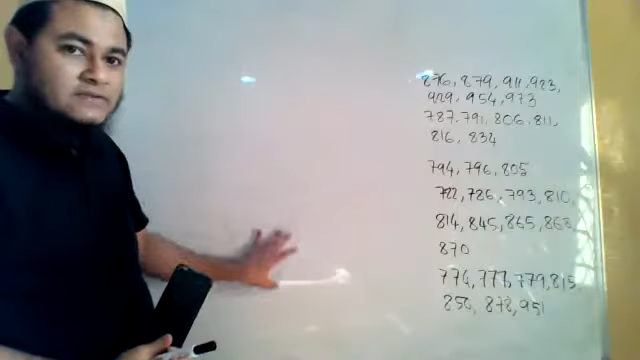 876, 879, 911, 923,
929, 954, 973
787, 791, 806, 811,
816, 834
794, 796, 805
722, 726, 793, 810,
814, 845, 865, 868,
870
774, 777, 779, 815,
856, 878, 951